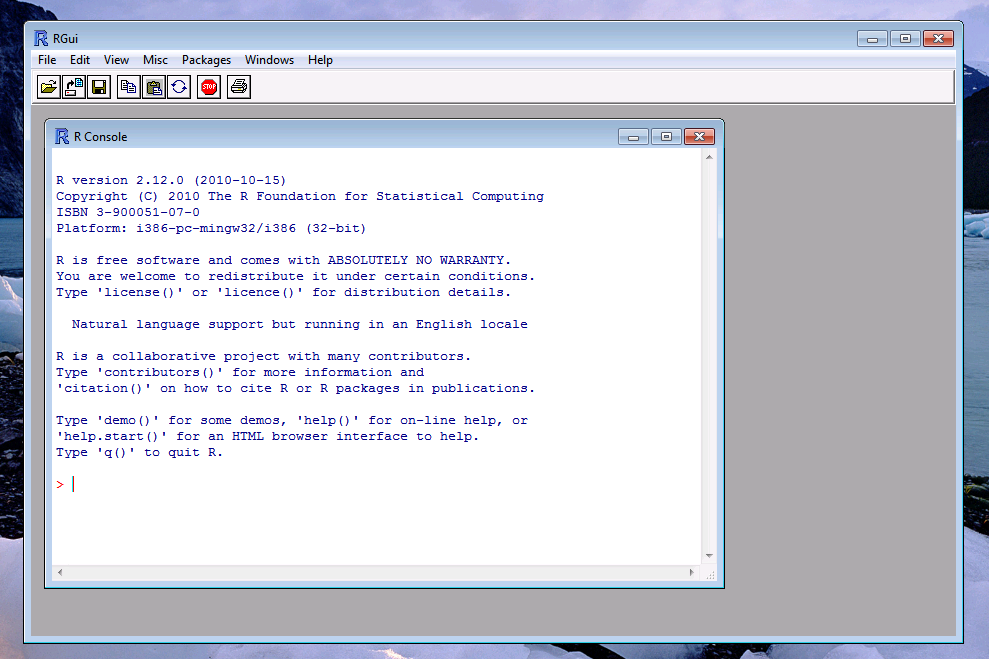 RGui
File Edit View Misc Packages Windows Help
STOP
R Console
R version 2.12.0 (2010-10-15)
Copyright (C) 2010 The R Foundation for Statistical Computing
ISBN 3-900051-07-0
Platform: i386-pc-mingw32/i386 (32-bit)
R is free software and comes with ABSOLUTELY NO WARRANTY.
You are welcome to redistribute it under certain conditions.
Type 'license()' or 'licence()' for distribution details.
Natural language support but running in an English locale
R is a collaborative project with many contributors.
Type 'contributors()' for more information and
'citation()' on how to cite R or R packages in publications.
Type 'demo()' for some demos, 'help()' for on-line help, or
'help.start()' for an HTML browser interface to help.
Type 'q()' to quit R.
>